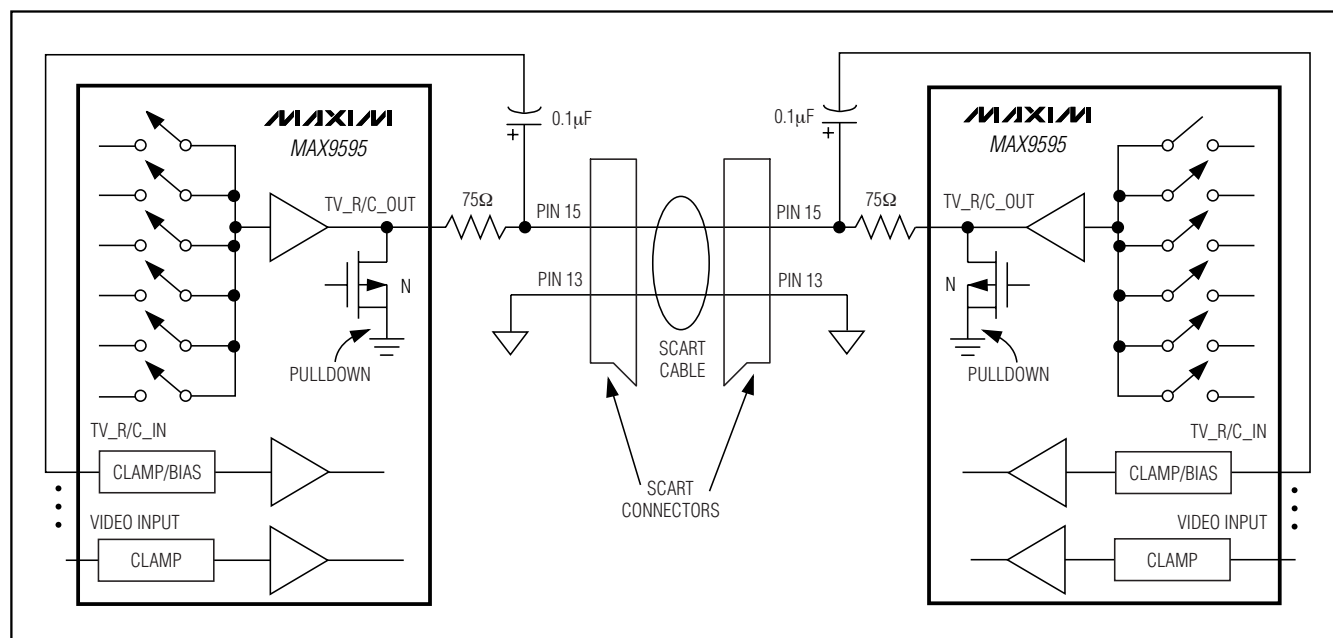 MAXIM
MAX9595
TV_R/C_OUT
N
PULLDOWN
TV_R/C_IN
CLAMP/BIAS
VIDEO INPUT
CLAMP
75Ω
0.1µF
+
PIN 15
PIN 13
SCART
CABLE
SCART
CONNECTORS
PIN 15
PIN 13
0.1µF
+
75Ω
MAXIM
MAX9595
TV_R/C_OUT
N
PULLDOWN
TV_R/C_IN
CLAMP/BIAS
VIDEO INPUT
CLAMP